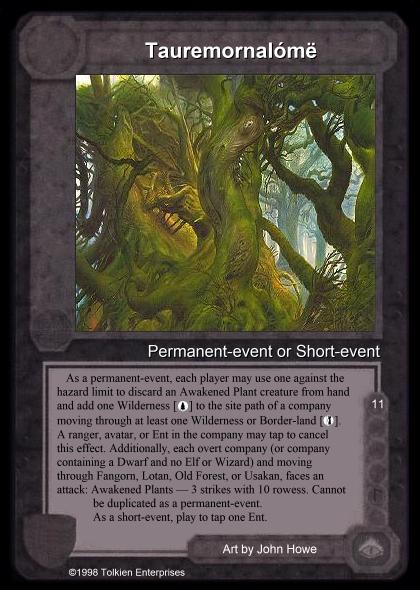 Tauremornalómë
Permanent-event or Short-event
As a permanent-event, each player may use one against the
hazard limit to discard an Awakened Plant creature from hand
and add one Wilderness [] to the site path of a company
moving through at least one Wilderness or Border-land [].
A ranger, avatar, or Ent in the company may tap to cancel
this effect. Additionally, each overt company (or company
containing a Dwarf and no Elf or Wizard) and moving
through Fangorn, Lotan, Old Forest, or Usakan, faces an
attack: Awakened Plants — 3 strikes with 10 rowess. Cannot
be duplicated as a permanent-event.
As a short-event, play to tap one Ent.
11
Art by John Howe
©1998 Tolkien Enterprises